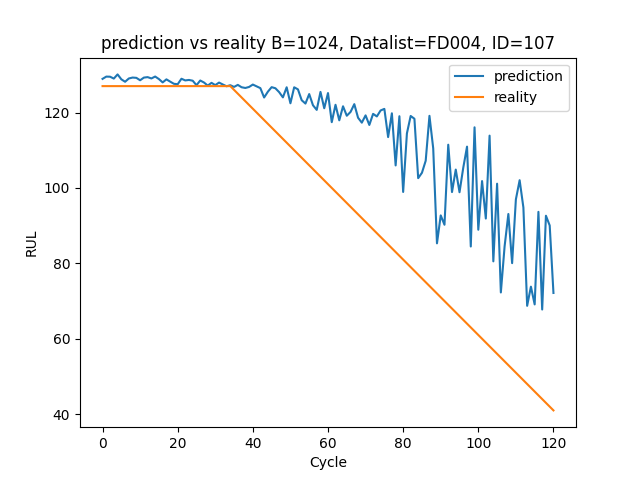 prediction vs reality B=1024, Datalist=FD004, ID=107
prediction
reality
RUL
120
100
80
60
40
0 20 40 60 80 100 120
Cycle